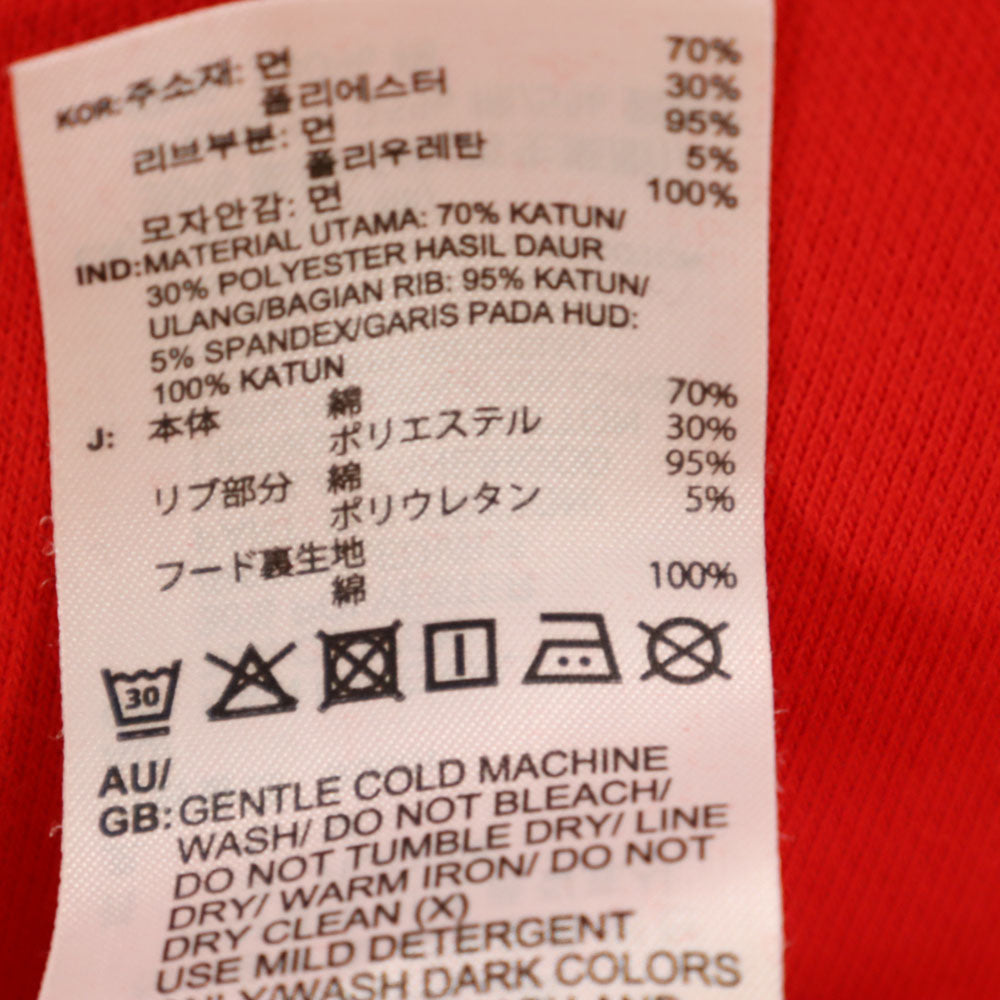 KOR:주소재: 면 70%
폴리에스터 30%
리브부분: 면 95%
폴리우레탄 5%
모자안감: 면 100%
IND:MATERIAL UTAMA: 70% KATUN/
30% POLYESTER HASIL DAUR
ULANG/BAGIAN RIB: 95% KATUN/
5% SPANDEX/GARIS PADA HUD:
100% KATUN
J: 本体 綿 70%
ポリエステル 30%
リブ部分 綿 95%
ポリウレタン 5%
フード裏生地
綿 100%
30
AU/
GB:GENTLE COLD MACHINE
WASH/ DO NOT BLEACH/
DO NOT TUMBLE DRY/ LINE
DRY/ WARM IRON/ DO NOT
DRY CLEAN (X)
USE MILD DETERGENT
ONLY/WASH DARK COLORS